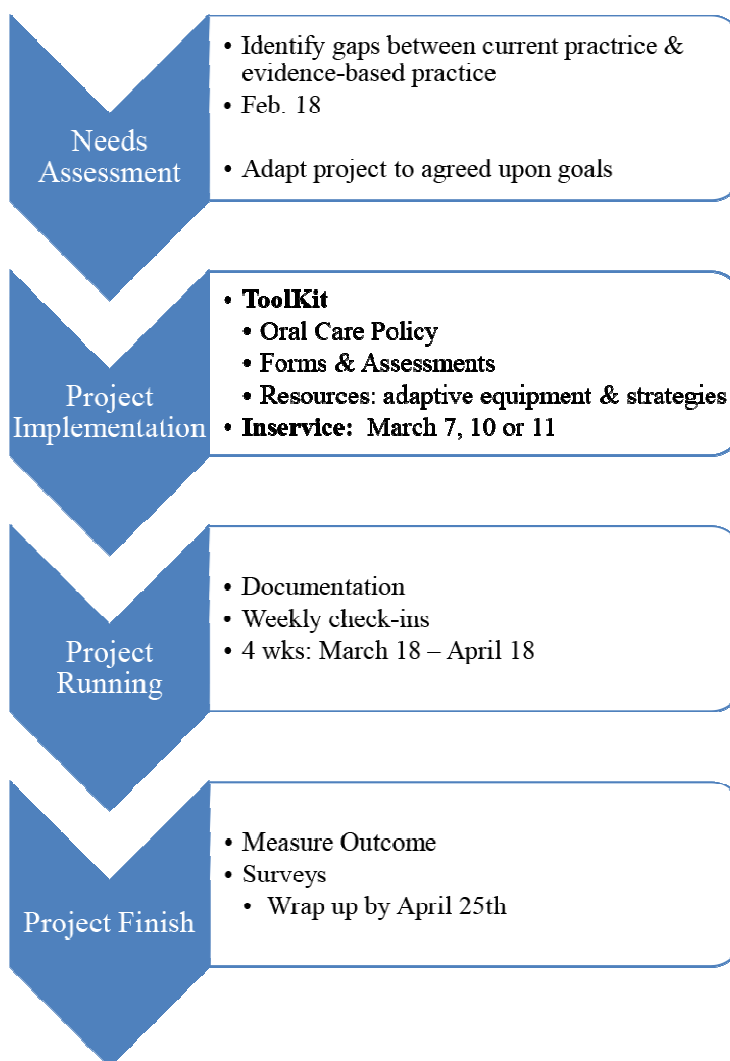 Needs
Assessment
• Identify gaps between current practrice &
evidence-based practice
• Feb. 18
• Adapt project to agreed upon goals
Project
Implementation
• ToolKit
• Oral Care Policy
• Forms & Assessments
• Resources: adaptive equipment & strategies
• Inservice: March 7, 10 or 11
Project
Running
• Documentation
• Weekly check-ins
• 4 wks: March 18 – April 18
Project Finish
• Measure Outcome
• Surveys
• Wrap up by April 25th